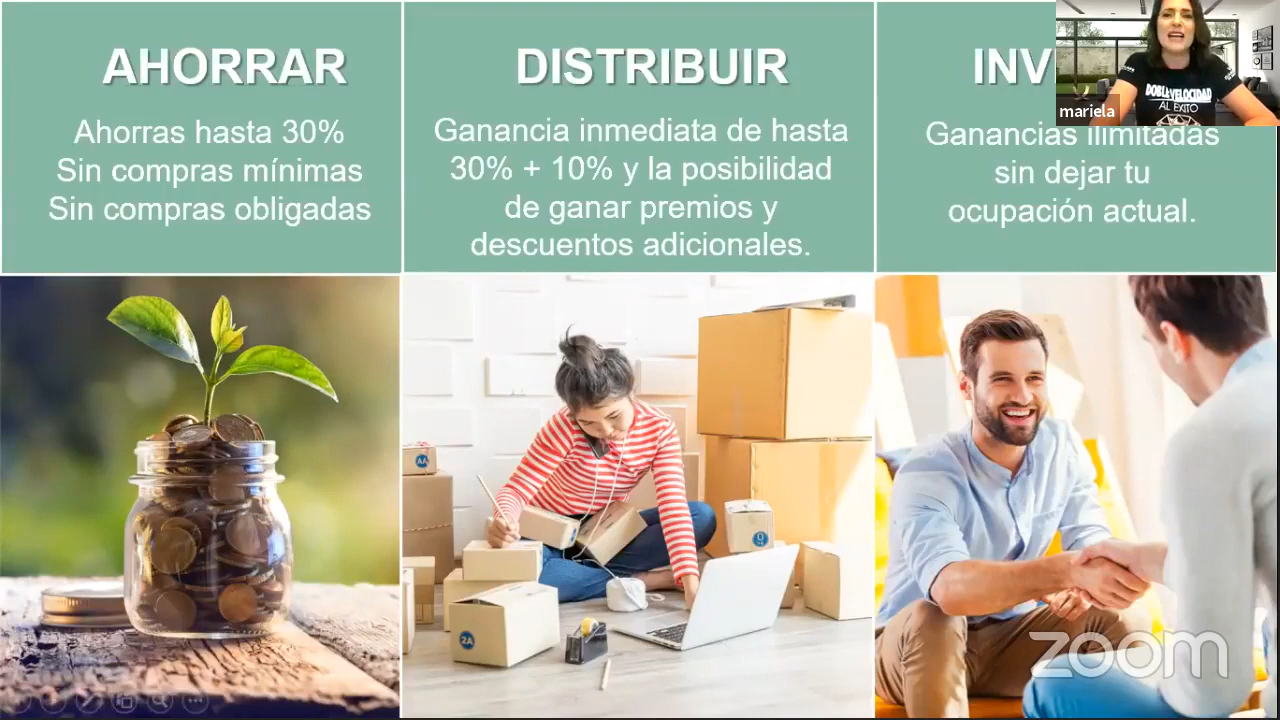 AHORRAR
Ahorras hasta 30%
Sin compras mínimas
Sin compras obligadas
DISTRIBUIR
Ganancia inmediata de hasta
30% + 10% y la posibilidad
de ganar premios y
descuentos adicionales.
INV
Ganancias ilimitadas
sin dejar tu
ocupación actual.
mariela
DOBLE VELOCIDAD
AL ÉXITO
AA
2A
zoom